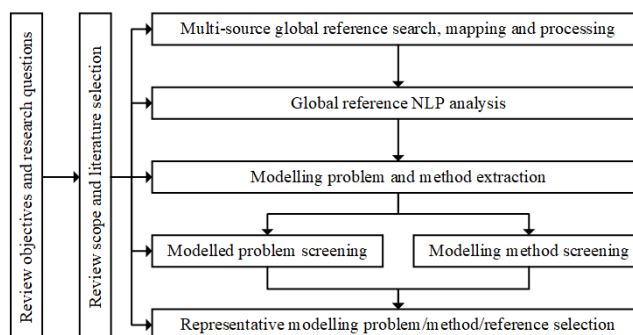 Review objectives and research questions
Review scope and literature selection
Multi-source global reference search, mapping and processing
Global reference NLP analysis
Modelling problem and method extraction
Modelled problem screening
Modelling method screening
Representative modelling problem/method/reference selection